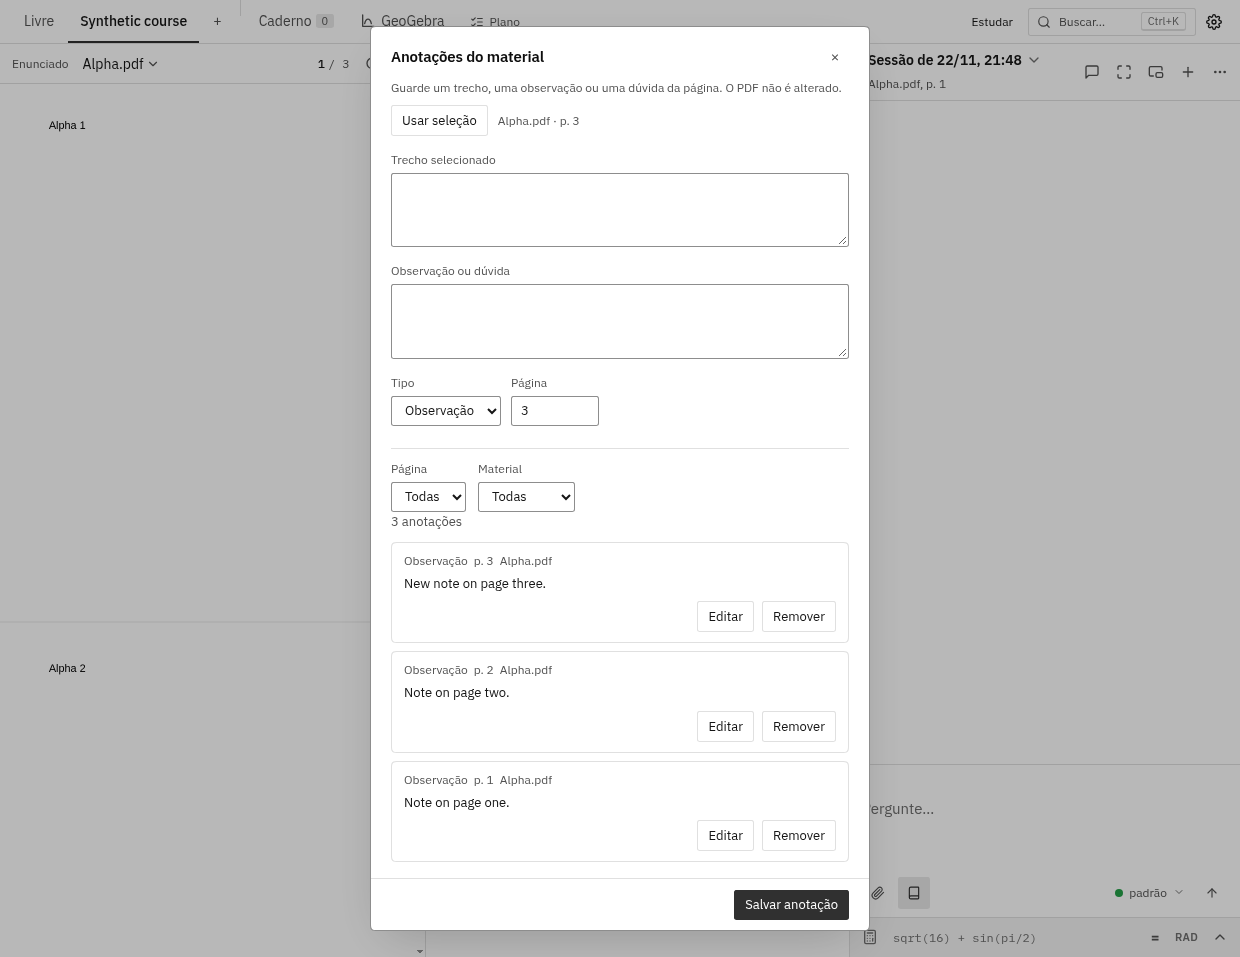 Livre
Synthetic course
+
Caderno 0
GeoGebra
Plano
Estudar
Buscar...
Ctrl+K
Enunciado
Alpha.pdf
1 / 3
Sessão de 22/11, 21:48
Alpha.pdf, p. 1
Alpha 1
Alpha 2
Anotações do material
×
Guarde um trecho, uma observação ou uma dúvida da página. O PDF não é alterado.
Usar seleção
Alpha.pdf · p. 3
Trecho selecionado
Observação ou dúvida
Tipo
Página
Observação
3
Página
Material
Todas
Todas
3 anotações
Observação p. 3 Alpha.pdf
New note on page three.
Editar
Remover
Observação p. 2 Alpha.pdf
Note on page two.
Editar
Remover
Observação p. 1 Alpha.pdf
Note on page one.
Editar
Remover
Salvar anotação
ergunte...
padrão
sqrt(16) + sin(pi/2)
=
RAD